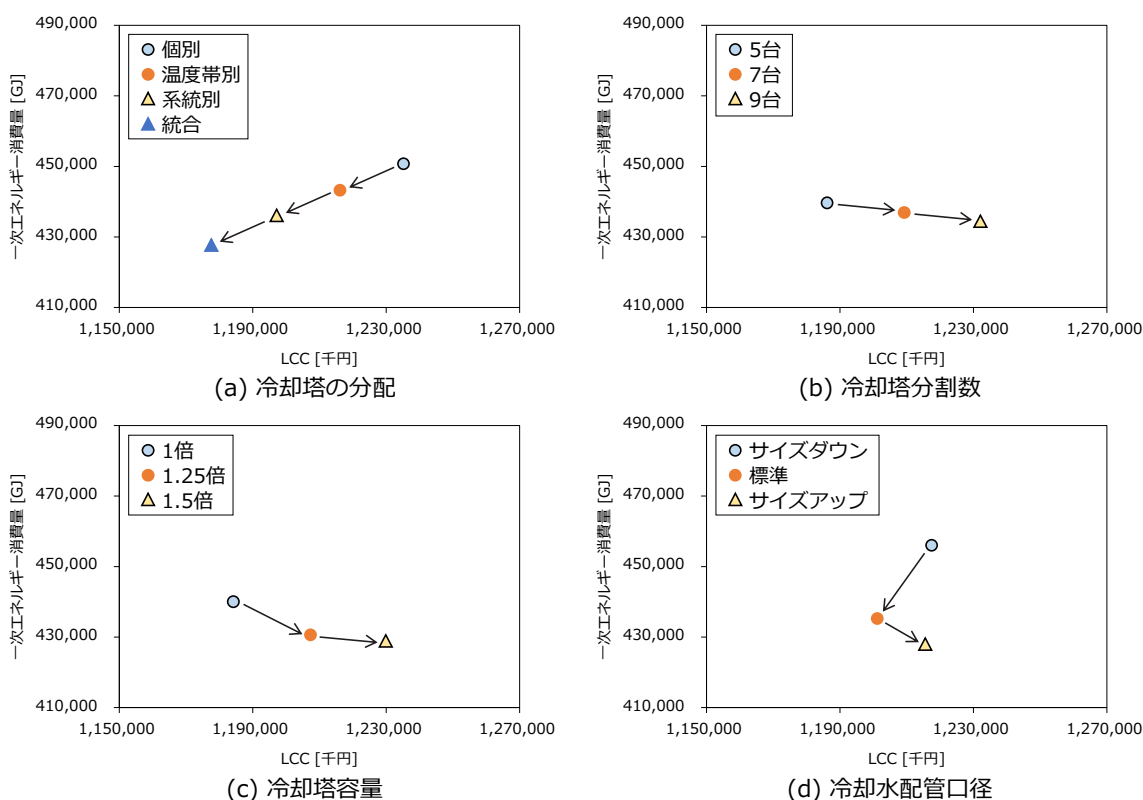 490,000
470,000
450,000
430,000
410,000
一次エネルギー消費量 [GJ]
個別
温度帯別
系統別
統合
1,150,000 1,190,000 1,230,000 1,270,000
LCC [千円]
(a) 冷却塔の分配
490,000
470,000
450,000
430,000
410,000
一次エネルギー消費量 [GJ]
5台
7台
9台
1,150,000 1,190,000 1,230,000 1,270,000
LCC [千円]
(b) 冷却塔分割数
490,000
470,000
450,000
430,000
410,000
一次エネルギー消費量 [GJ]
1倍
1.25倍
1.5倍
1,150,000 1,190,000 1,230,000 1,270,000
LCC [千円]
(c) 冷却塔容量
490,000
470,000
450,000
430,000
410,000
一次エネルギー消費量 [GJ]
サイズダウン
標準
サイズアップ
1,150,000 1,190,000 1,230,000 1,270,000
LCC [千円]
(d) 冷却水配管口径